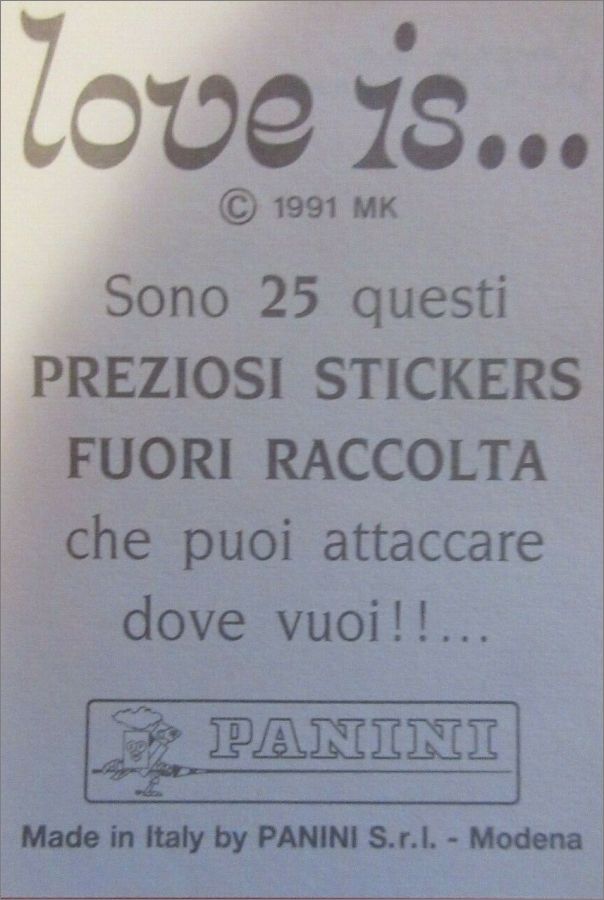 love is...
© 1991 MK
Sono 25 questi
PREZIOSI STICKERS
FUORI RACCOLTA
che puoi attaccare
dove vuoi!!...
PANINI
Made in Italy by PANINI S.r.l. - Modena